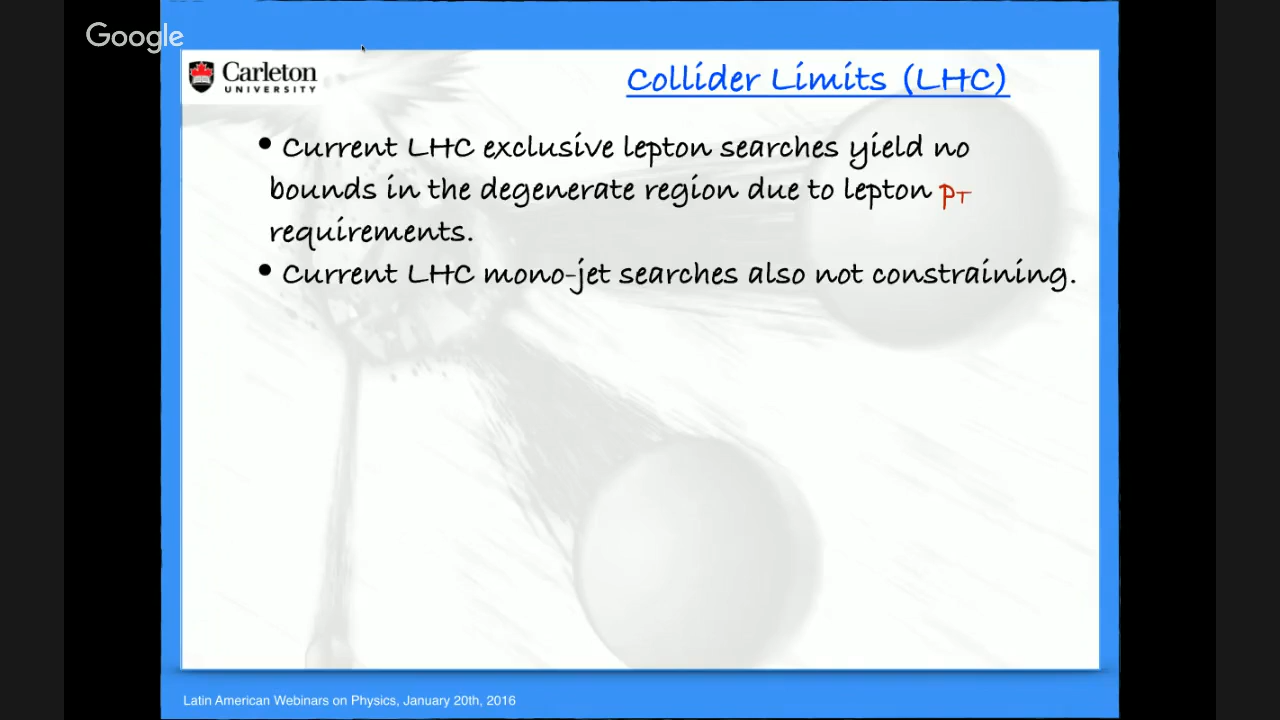 Google
Carleton
UNIVERSITY
Collider Limits (LHC)
• Current LHC exclusive lepton searches yield no
bounds in the degenerate region due to lepton pT
requirements.
• Current LHC mono-jet searches also not constraining.
Latin American Webinars on Physics, January 20th, 2016